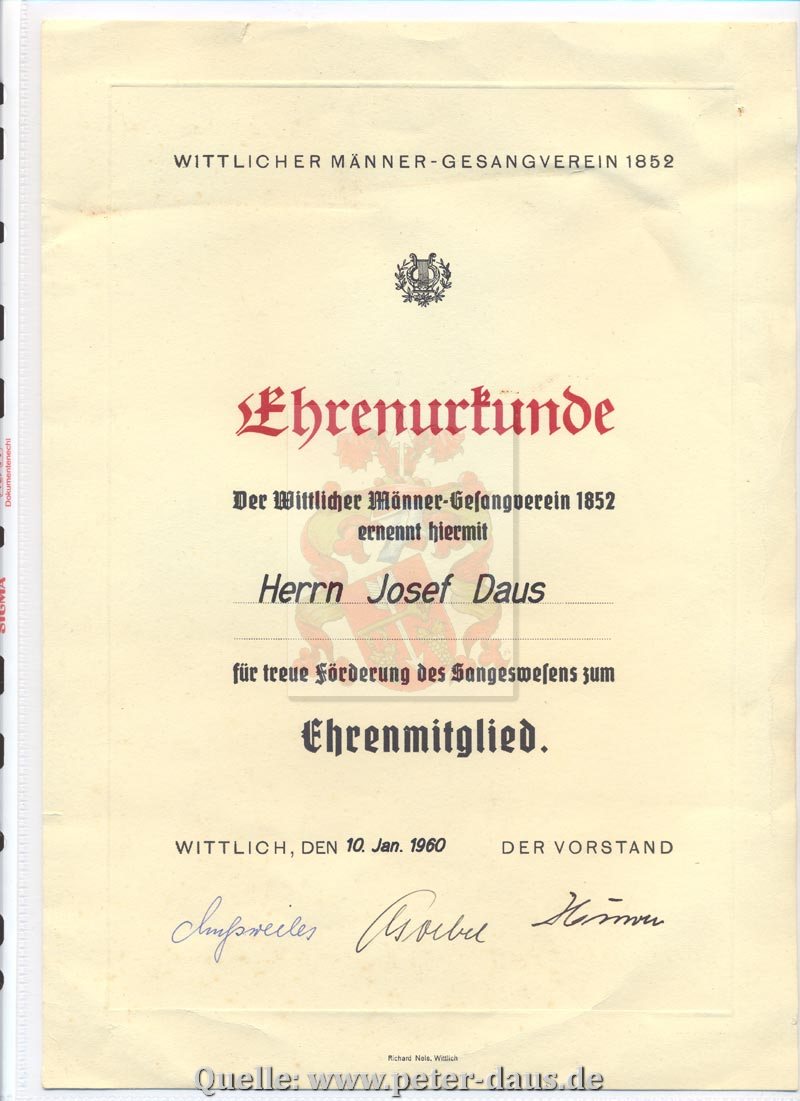 WITTLICHER MÄNNER-GESANGVEREIN 1852
Ehrenurkunde
Der Wittlicher Männer-Gesangverein 1852
ernennt hiermit
Herrn Josef Daus
für treue Förderung des Sangeswesens zum
Ehrenmitglied.
WITTLICH, DEN 10. Jan. 1960 DER VORSTAND
Richard Nels, Wittlich
Quelle: www.peter-daus.de
Dokumentenecht
SIGMA